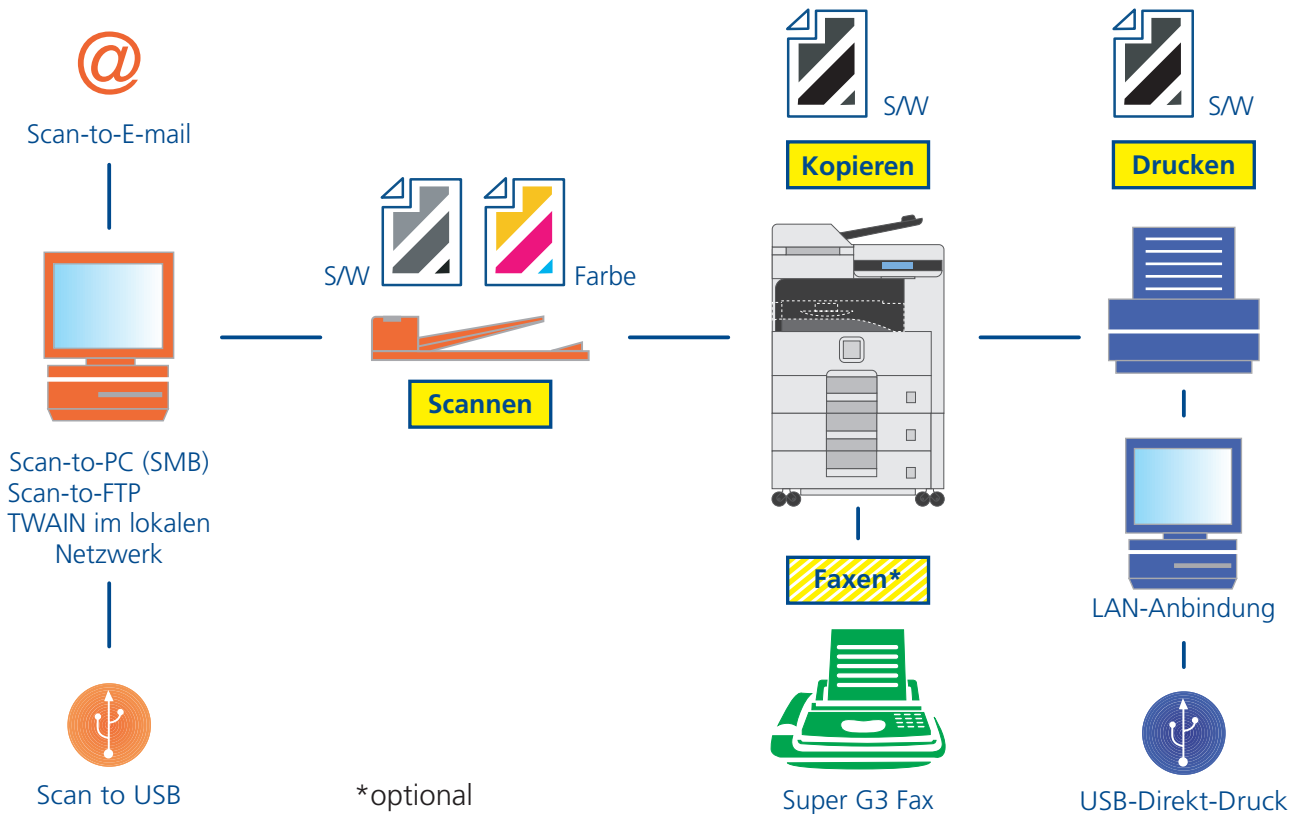 @
Scan-to-E-mail
S/W
S/W
Kopieren
Drucken
S/W
Farbe
Scannen
Scan-to-PC (SMB)
Scan-to-FTP
TWAIN im lokalen
Netzwerk
Faxen*
LAN-Anbindung
Scan to USB
*optional
Super G3 Fax
USB-Direkt-Druck